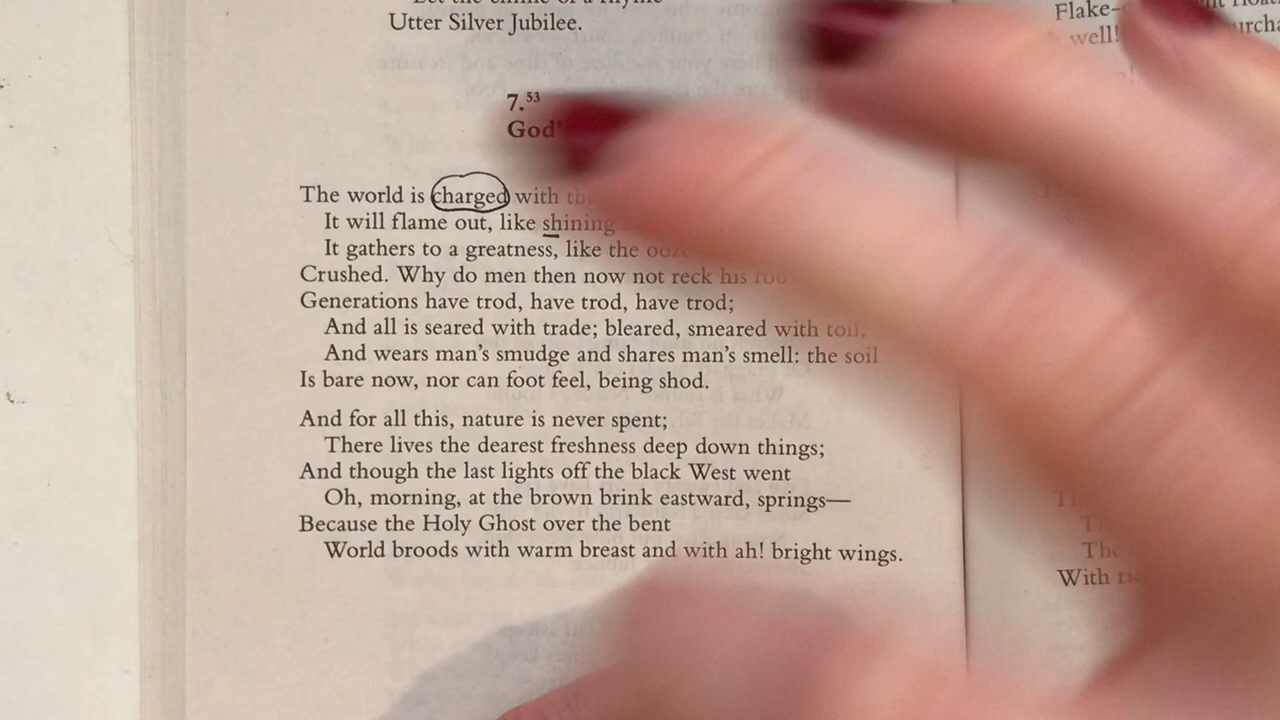 Utter Silver Jubilee.
Flake-
well!
7.53
God'
The world is charged with th
It will flame out, like shining
It gathers to a greatness, like the oo
Crushed. Why do men then now not reck his ro
Generations have trod, have trod, have trod;
And all is seared with trade; bleared, smeared with toil;
And wears man's smudge and shares man's smell: the soil
Is bare now, nor can foot feel, being shod.
And for all this, nature is never spent;
There lives the dearest freshness deep down things;
And though the last lights off the black West went
Oh, morning, at the brown brink eastward, springs—
Because the Holy Ghost over the bent
World broods with warm breast and with ah! bright wings.
The
With